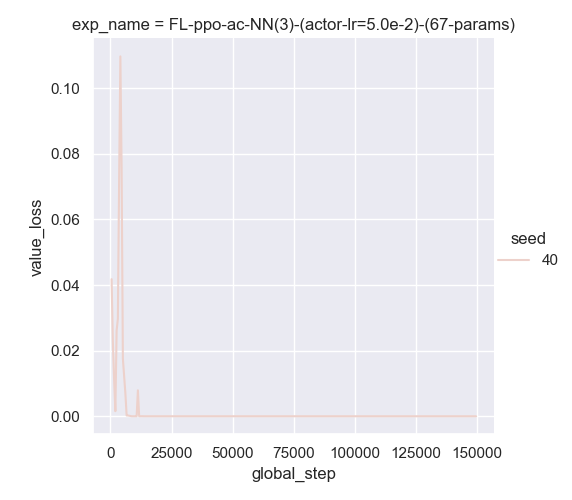 exp_name = FL-ppo-ac-NN(3)-(actor-lr=5.0e-2)-(67-params)
value_loss
0.10
0.08
0.06
0.04
0.02
0.00
0 25000 50000 75000 100000 125000 150000
global_step
seed
40